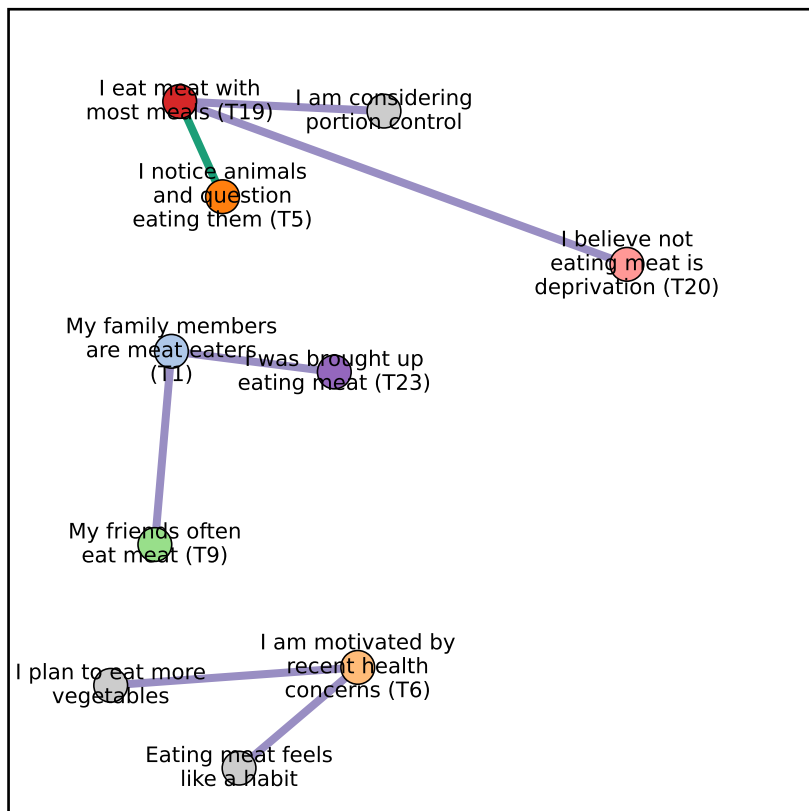 I eat meat with
most meals (T19)
I am considering
portion control
I notice animals
and question
eating them (T5)
I believe not
eating meat is
deprivation (T20)
My family members
are meat eaters
(T1)
I was brought up
eating meat (T23)
My friends often
eat meat (T9)
I am motivated by
recent health
concerns (T6)
I plan to eat more
vegetables
Eating meat feels
like a habit